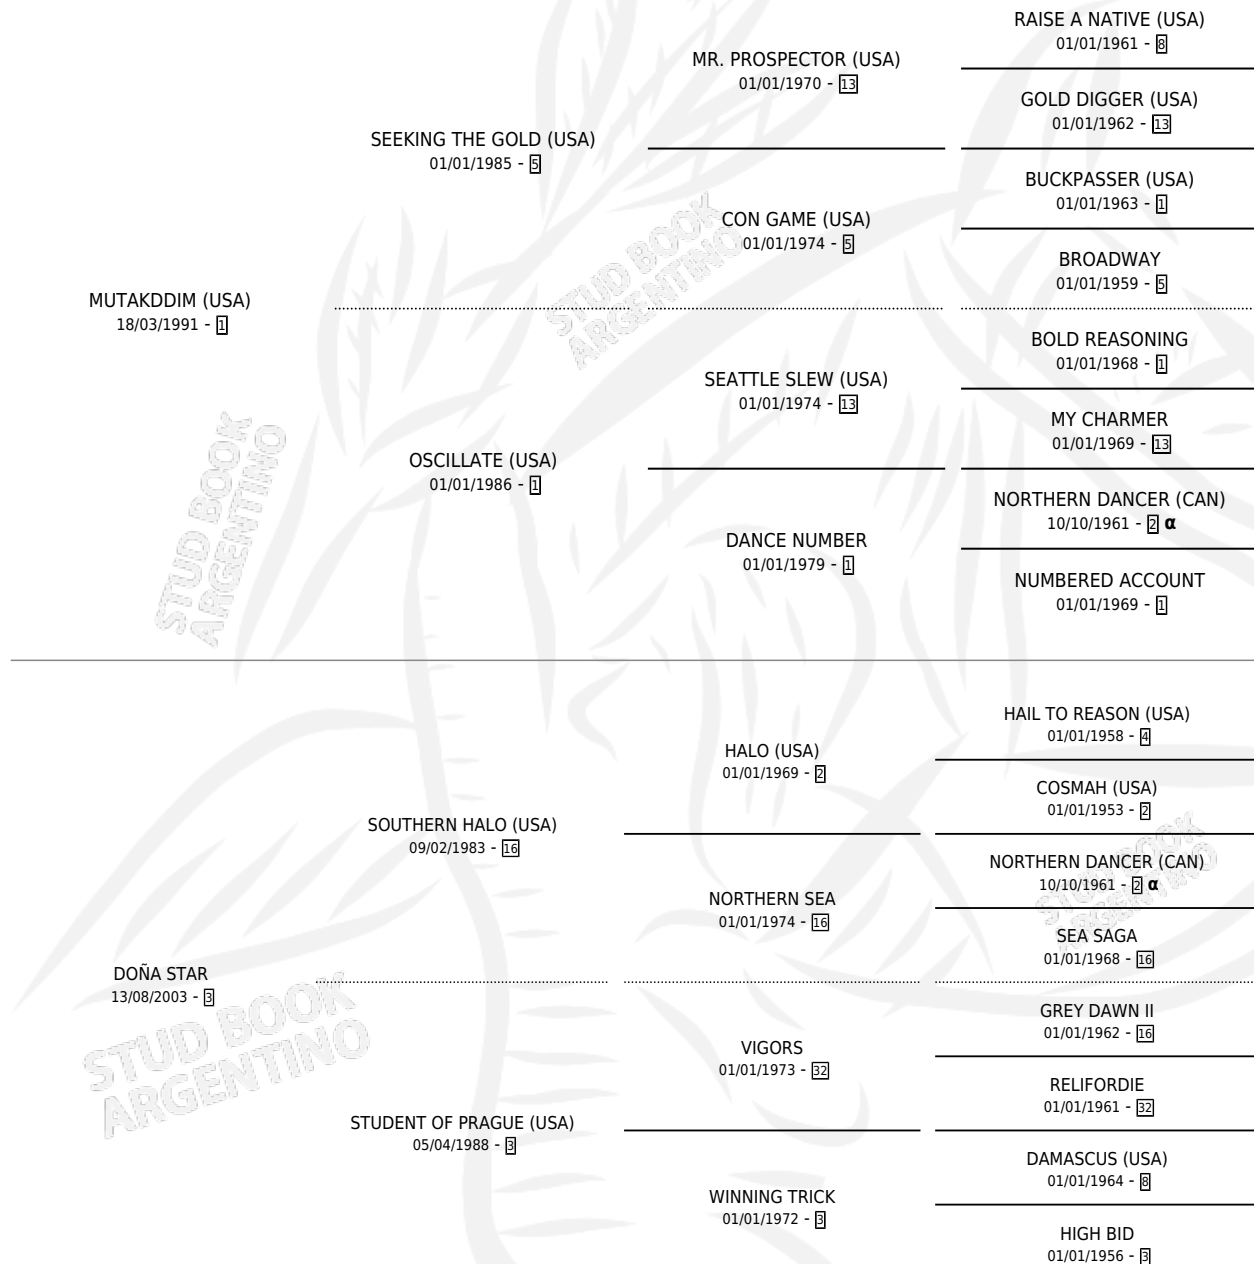 RAISE A NATIVE (USA)
01/01/1961 - 8
MR. PROSPECTOR (USA)
01/01/1970 - 13
GOLD DIGGER (USA)
01/01/1962 - 13
SEEKING THE GOLD (USA)
01/01/1985 - 5
BUCKPASSER (USA)
01/01/1963 - 1
CON GAME (USA)
01/01/1974 - 5
BROADWAY
01/01/1959 - 5
MUTAKDDIM (USA)
18/03/1991 - 1
BOLD REASONING
01/01/1968 - 1
SEATTLE SLEW (USA)
01/01/1974 - 13
MY CHARMER
01/01/1969 - 13
OSCILLATE (USA)
01/01/1986 - 1
NORTHERN DANCER (CAN)
10/10/1961 - 2 α
DANCE NUMBER
01/01/1979 - 1
NUMBERED ACCOUNT
01/01/1969 - 1
HAIL TO REASON (USA)
01/01/1958 - 4
HALO (USA)
01/01/1969 - 2
COSMAH (USA)
01/01/1953 - 2
SOUTHERN HALO (USA)
09/02/1983 - 16
NORTHERN DANCER (CAN)
10/10/1961 - 2 α
NORTHERN SEA
01/01/1974 - 16
SEA SAGA
01/01/1968 - 16
DOÑA STAR
13/08/2003 - 3
GREY DAWN II
01/01/1962 - 16
VIGORS
01/01/1973 - 32
RELIFORDIE
01/01/1961 - 32
STUDENT OF PRAGUE (USA)
05/04/1988 - 3
DAMASCUS (USA)
01/01/1964 - 8
WINNING TRICK
01/01/1972 - 3
HIGH BID
01/01/1956 - 3
STUD BOOK
ARGENTINO
STUD BOOK
ARGENTINO
STUD BOOK
ARGENTINO
STUD BOOK
ARGENTINO